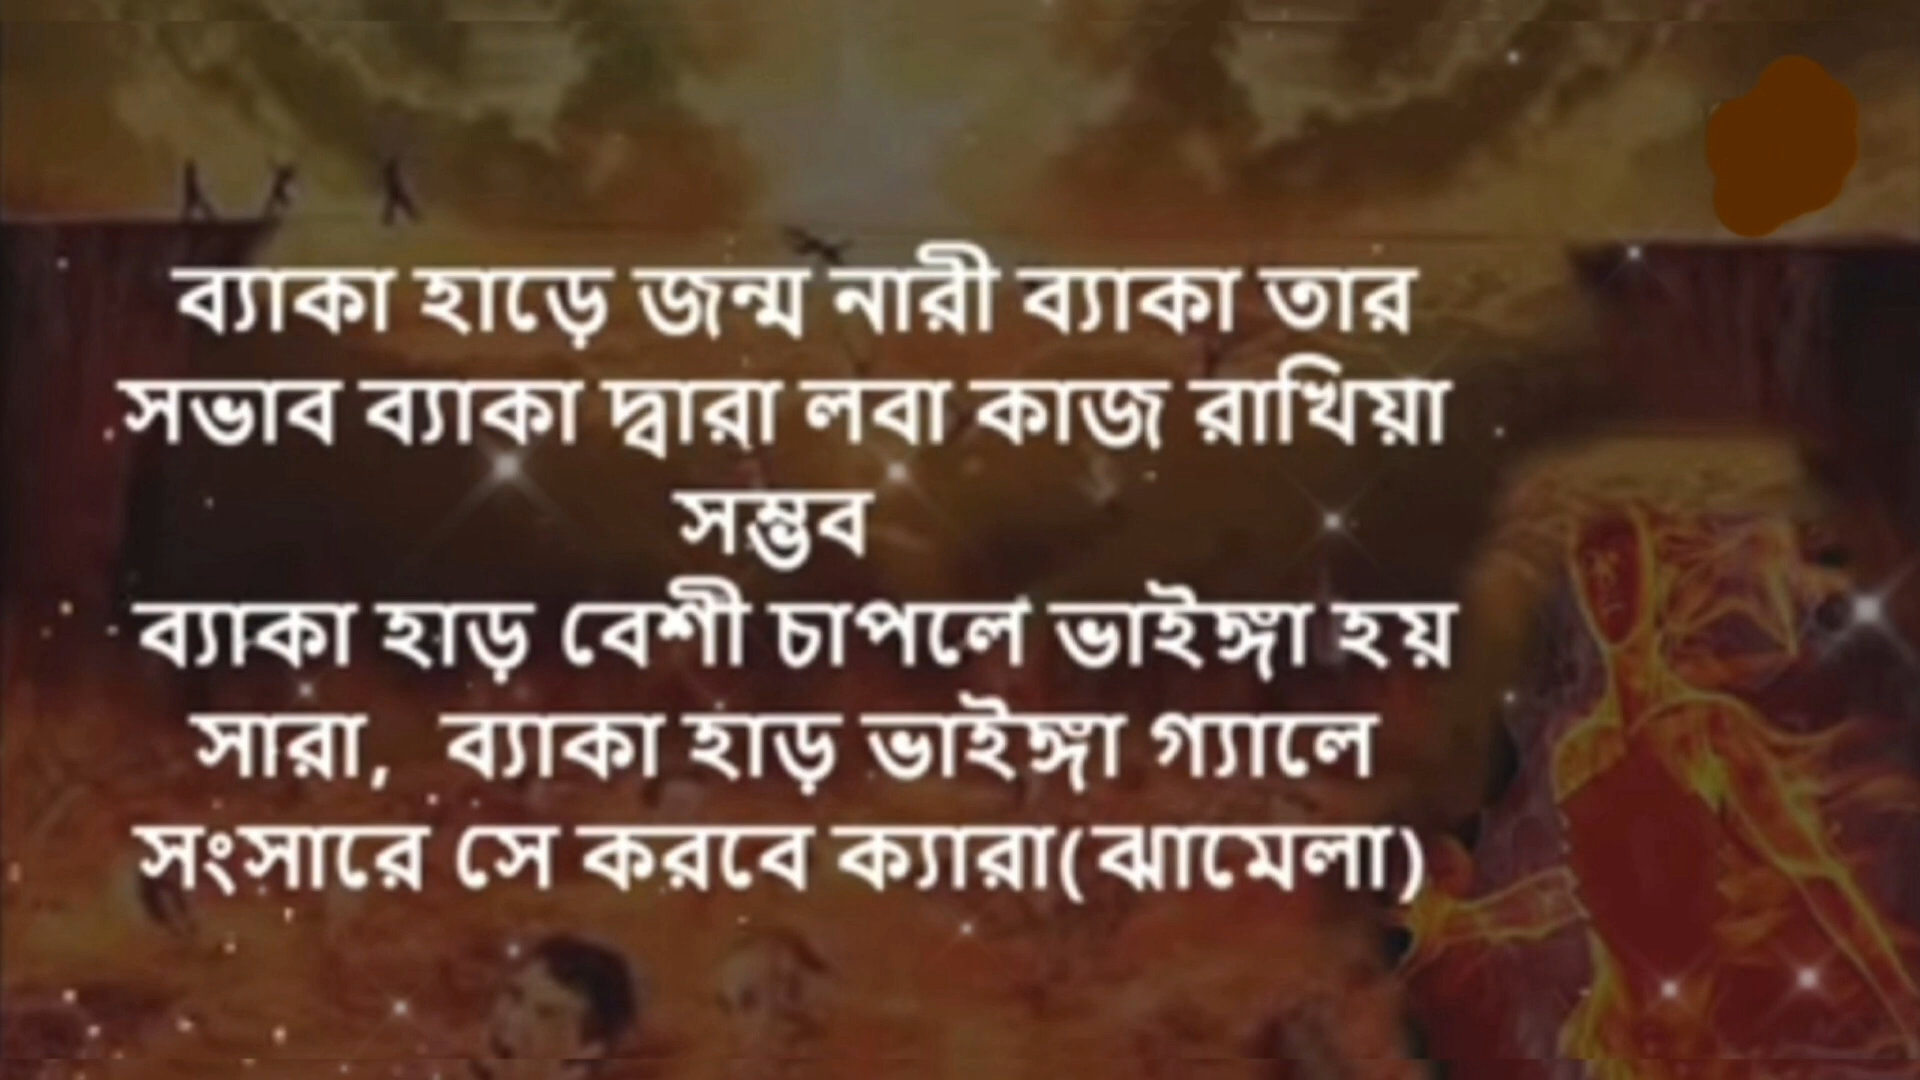 ব্যাকা হাড়ে জন্ম নারী ব্যাকা তার
সভাব ব্যাকা দ্বারা লবা কাজ রাখিয়া
সম্ভব
ব্যাকা হাড় বেশী চাপলে ভাইঙ্গা হয়
সারা, ব্যাকা হাড় ভাইঙ্গা গ্যালে
সংসারে সে করবে ক্যারা(ঝামেলা)